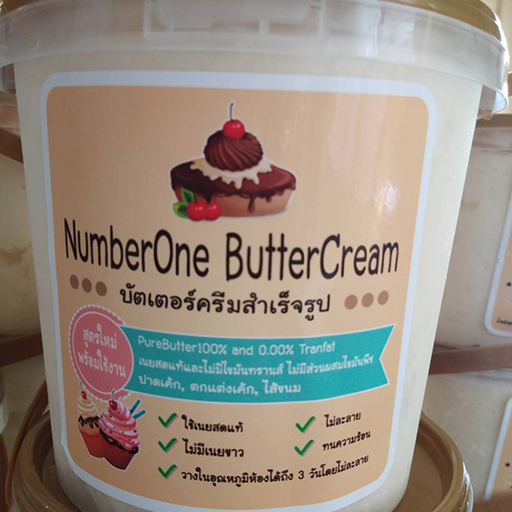 NumberOne ButterCream
บัตเตอร์ครีมสำเร็จรูป
สูตรใหม่
พร้อมใช้งาน
PureButter100% and 0.00% Tranfat
เนยสดแท้และไม่มีไขมันทรานส์ ไม่มีส่วนผสมไขมันพืช
ปาดเค้ก, ตกแต่งเค้ก, ไส้ขนม
ใช้เนยสดแท้
ไม่ละลาย
ไม่มีเนยขาว
ทนความร้อน
วางในอุณหภูมิห้องได้ถึง 3 วันโดยไม่ละลาย